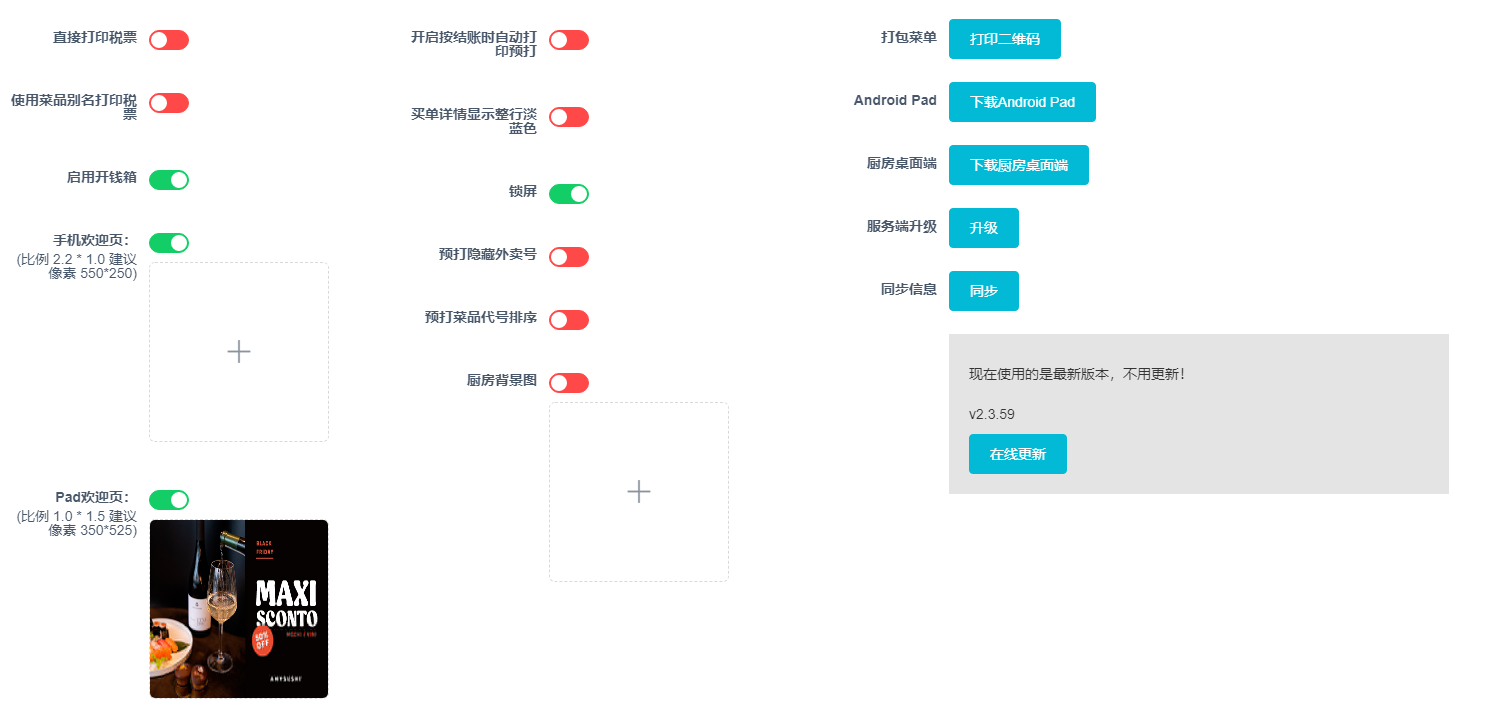 直接打印税票
使用菜品别名打印税
票
启用开钱箱
手机欢迎页：
(比例 2.2 * 1.0 建议
像素 550*250)
Pad欢迎页：
(比例 1.0 * 1.5 建议
像素 350*525)
BLACK
FRIDAY
MAXI
SCONTO
50%
OFF
AMYSUSHI
开启按结账时自动打
印预打
买单详情显示整行淡
蓝色
锁屏
预打隐藏外卖号
预打菜品代号排序
厨房背景图
打包菜单
打印二维码
Android Pad
下载Android Pad
厨房桌面端
下载厨房桌面端
服务端升级
升级
同步信息
同步
现在使用的是最新版本，不用更新！
v2.3.59
在线更新